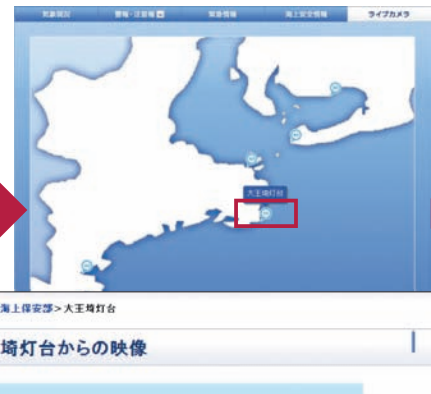 気象現況 警報・注意報 緊急情報 海上安全情報 ライブカメラ
大王埼灯台
海上保安部>大王埼灯台
埼灯台からの映像